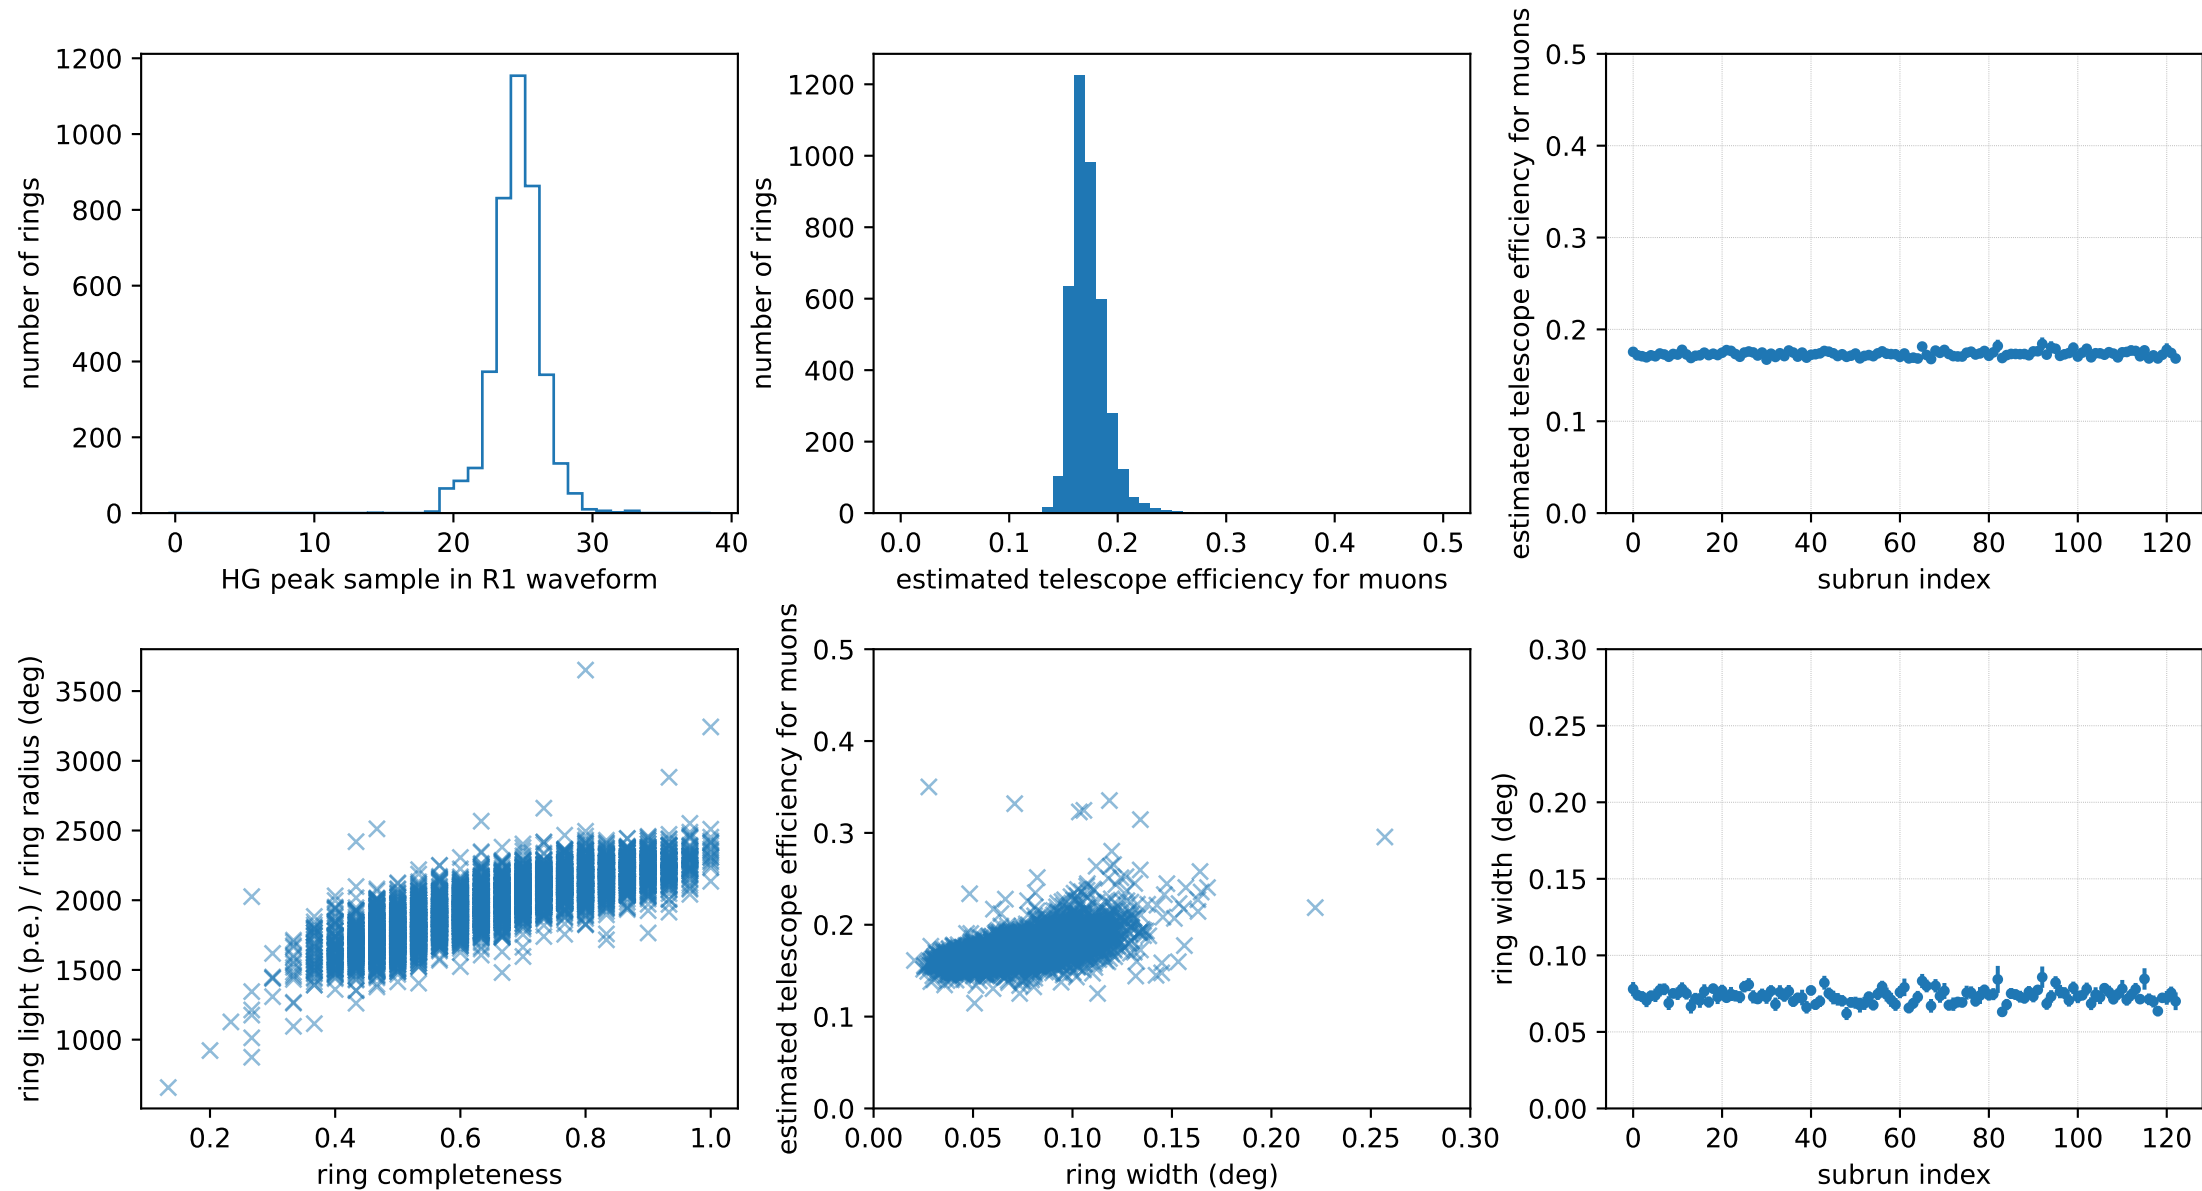 number of rings
1200
1000
800
600
400
200
0
0 10 20 30 40
HG peak sample in R1 waveform
number of rings
1200
1000
800
600
400
200
0
0.0 0.1 0.2 0.3 0.4 0.5
estimated telescope efficiency for muons
estimated telescope efficiency for muons
0.5
0.4
0.3
0.2
0.1
0.0
0 20 40 60 80 100 120
subrun index
ring light (p.e.) / ring radius (deg)
3500
3000
2500
2000
1500
1000
0.2 0.4 0.6 0.8 1.0
ring completeness
estimated telescope efficiency for muons
0.5
0.4
0.3
0.2
0.1
0.0
0.00 0.05 0.10 0.15 0.20 0.25 0.30
ring width (deg)
ring width (deg)
0.30
0.25
0.20
0.15
0.10
0.05
0.00
0 20 40 60 80 100 120
subrun index